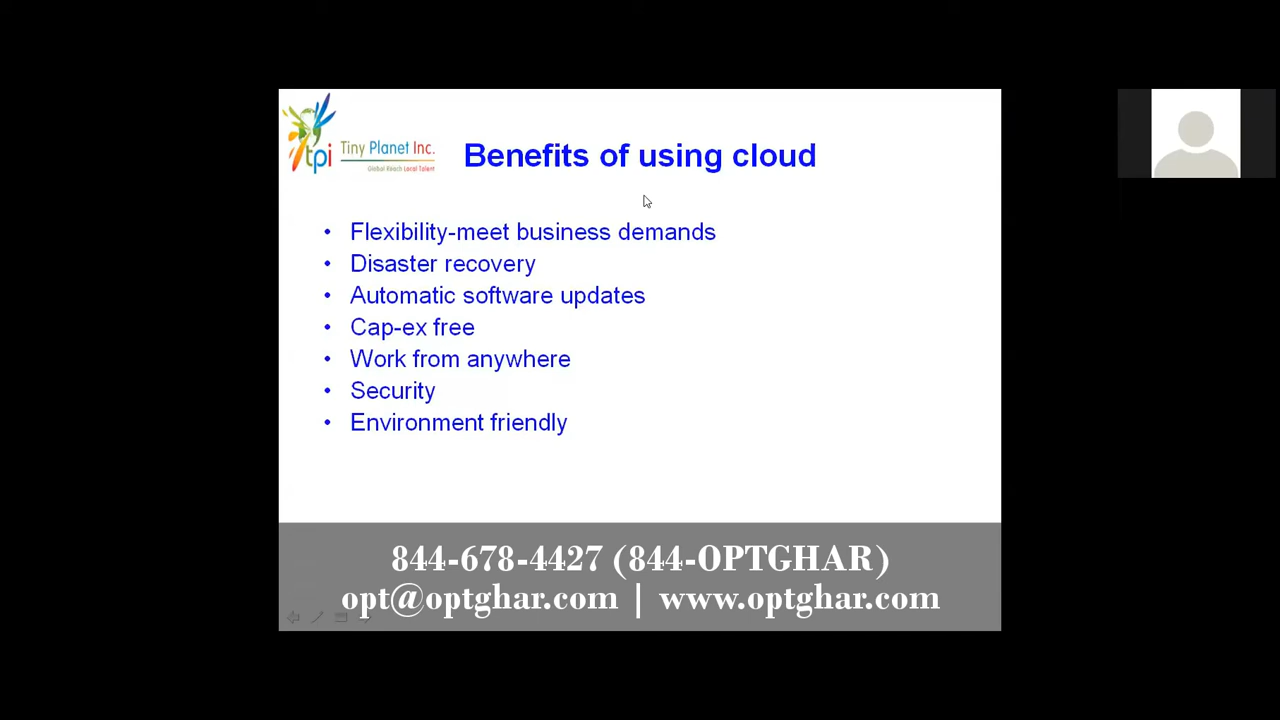 tpi
Tiny Planet Inc.
Global Reach Local Talent
Benefits of using cloud
• Flexibility-meet business demands
• Disaster recovery
• Automatic software updates
• Cap-ex free
• Work from anywhere
• Security
• Environment friendly
844-678-4427 (844-OPTGHAR)
opt@optghar.com | www.optghar.com